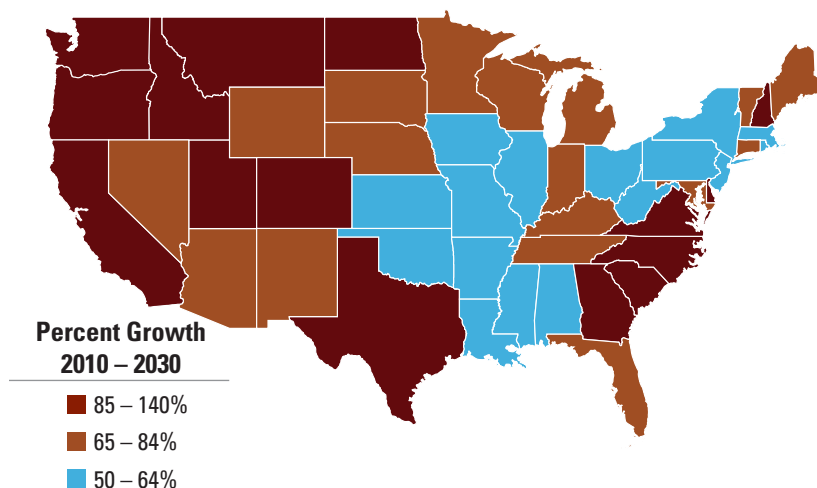 Percent Growth
2010 – 2030
85 – 140%
65 – 84%
50 – 64%